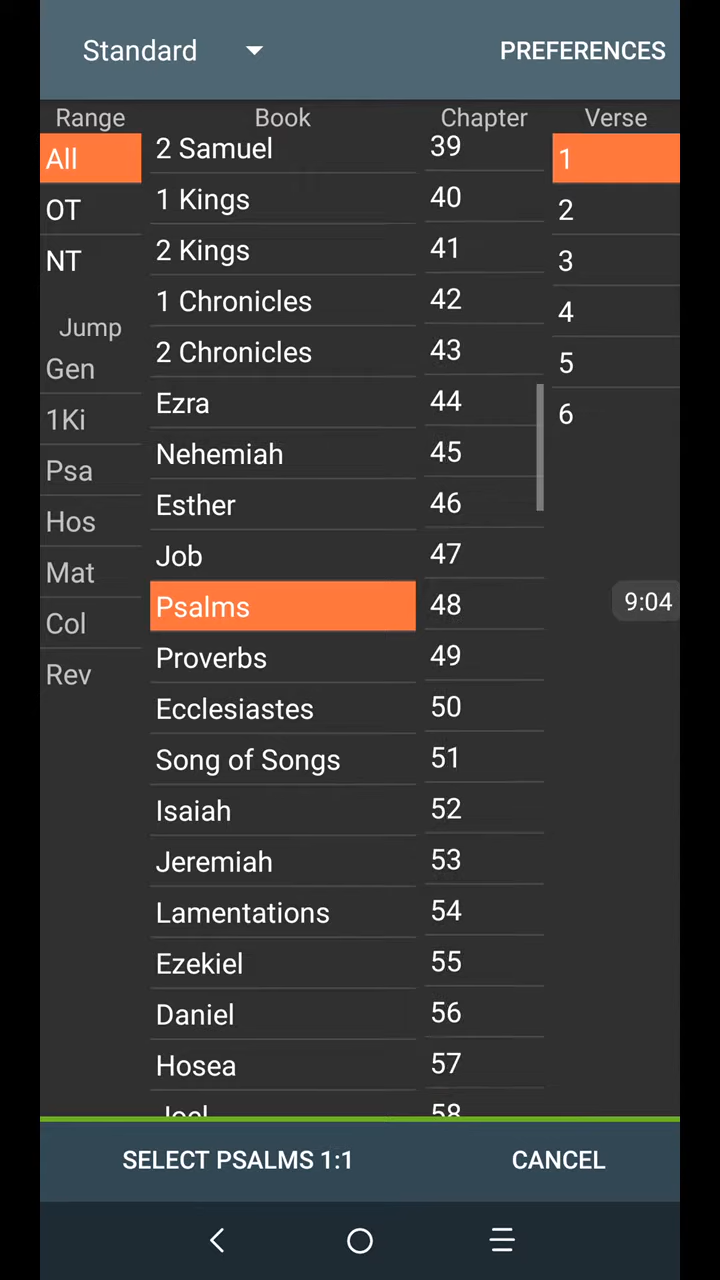 Standard PREFERENCES
Range Book Chapter Verse
All 2 Samuel 39 1
OT 1 Kings 40 2
NT 2 Kings 41 3
1 Chronicles 42 4
Jump 2 Chronicles 43 5
Gen Ezra 44 6
1Ki Nehemiah 45
Psa Esther 46
Hos Job 47
Mat Psalms 48 9:04
Col Proverbs 49
Rev Ecclesiastes 50
Song of Songs 51
Isaiah 52
Jeremiah 53
Lamentations 54
Ezekiel 55
Daniel 56
Hosea 57
Joel 58
SELECT PSALMS 1:1 CANCEL